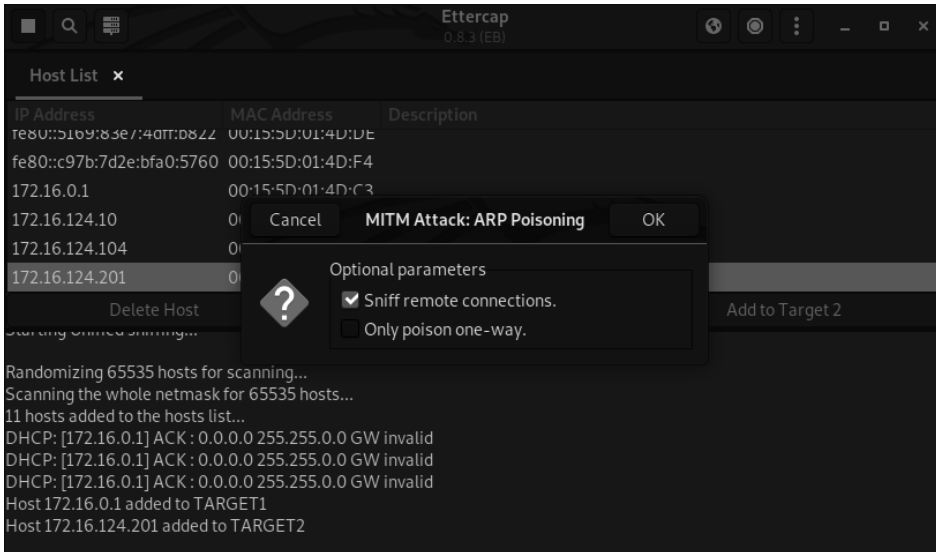 Ettercap
0.8.3 (EB)
Host List ×
IP Address MAC Address Description
fe80::5169:83e7:4dff:b822 00:15:5D:01:4D:DE
fe80::c97b:7d2e:bfa0:5760 00:15:5D:01:4D:F4
172.16.0.1 00:15:5D:01:4D:C3
172.16.124.10
172.16.124.104
172.16.124.201
Cancel MITM Attack: ARP Poisoning OK
Optional parameters
Sniff remote connections.
Only poison one-way.
Delete Host Add to Target 2
Starting Unified sniffing...
Randomizing 65535 hosts for scanning...
Scanning the whole netmask for 65535 hosts...
11 hosts added to the hosts list...
DHCP: [172.16.0.1] ACK : 0.0.0.0 255.255.0.0 GW invalid
DHCP: [172.16.0.1] ACK : 0.0.0.0 255.255.0.0 GW invalid
DHCP: [172.16.0.1] ACK : 0.0.0.0 255.255.0.0 GW invalid
Host 172.16.0.1 added to TARGET1
Host 172.16.124.201 added to TARGET2